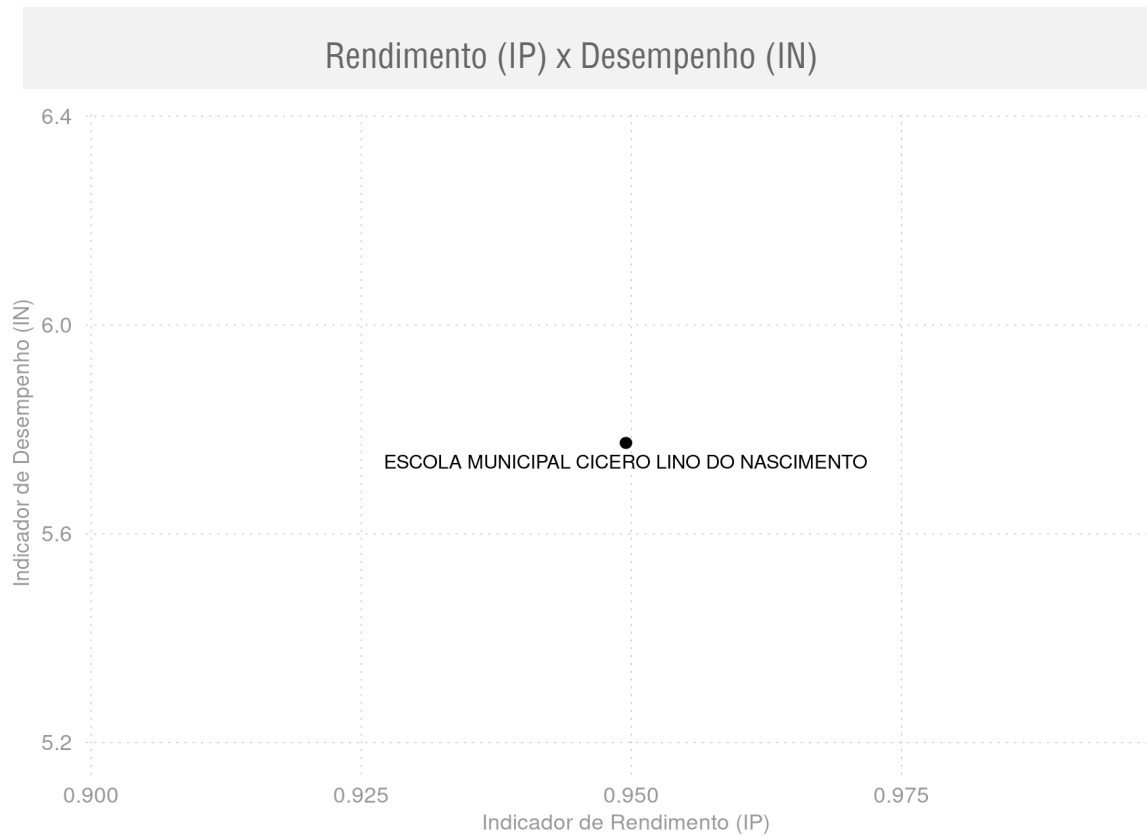 Rendimento (IP) x Desempenho (IN)
6.4
6.0
5.6
5.2
Indicador de Desempenho (IN)
ESCOLA MUNICIPAL CICERO LINO DO NASCIMENTO
0.900 0.925 0.950 0.975
Indicador de Rendimento (IP)